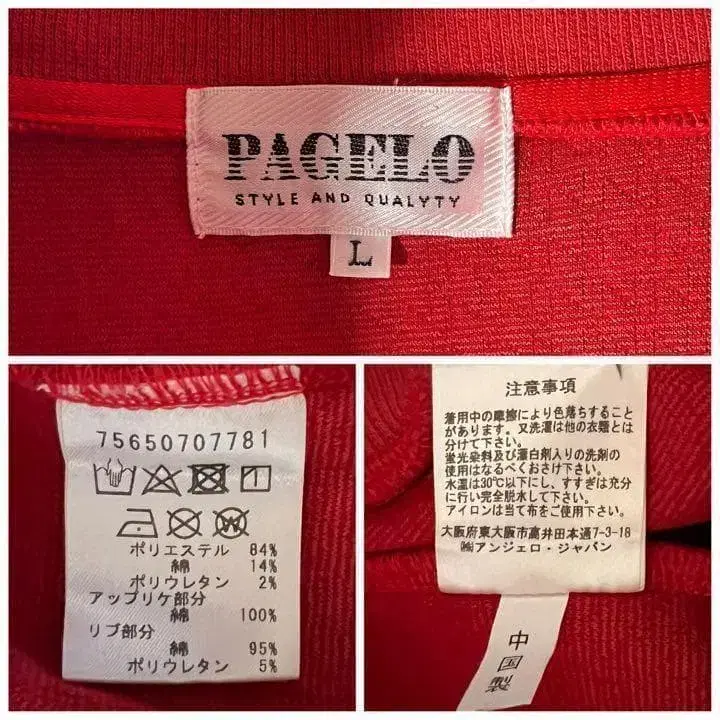 PAGELO
STYLE AND QUALYTY
L
75650707781
ポリエステル 84%
綿 14%
ポリウレタン 2%
アップリケ部分
綿 100%
リブ部分
綿 95%
ポリウレタン 5%
注意事項
着用中の摩擦により色落ちすること
があります。又洗濯は他の衣類とは
分けて下さい。
蛍光染料及び漂白剤入りの洗剤の
使用はなるべくおさけ下さい。
水温は30℃以下にし、すすぎは充分
に行い完全脱水して下さい。
アイロンは当て布をご使用下さい。
大阪府東大阪市高井田本通7-3-18
㈱アンジェロ・ジャパン
中国製